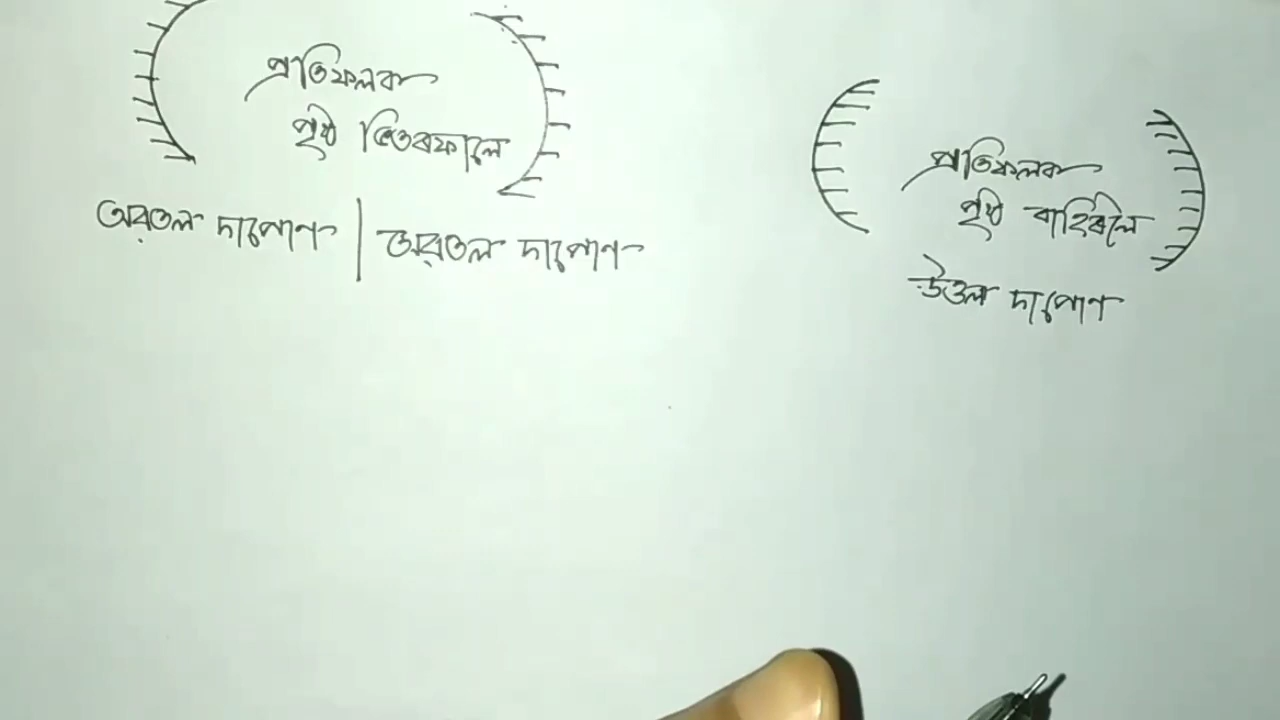 প্ৰতিফলক
পৃষ্ঠ ভিতৰফালে
অৱতল দাপোণ | অৱতল দাপোণ
প্ৰতিফলক
পৃষ্ঠ বাহিৰলৈ
উত্তল দাপোণ